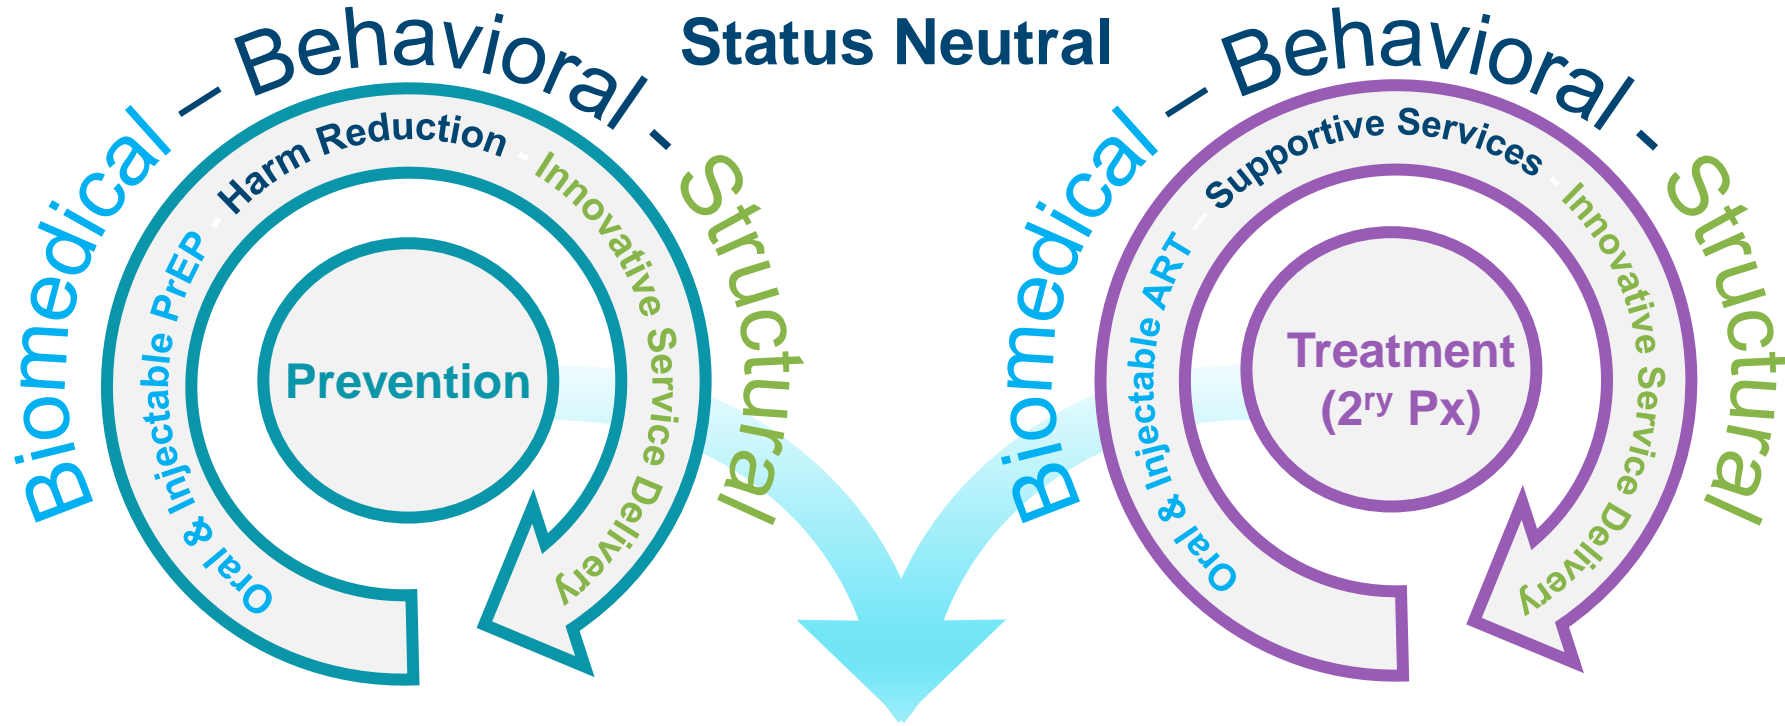 Status Neutral
Biomedical – Behavioral - Structural
Oral & Injectable PrEP - Harm Reduction - Innovative Service Delivery
Prevention
Biomedical – Behavioral - Structural
Oral & Injectable ART – Supportive Services - Innovative Service Delivery
Treatment
(2ry Px)